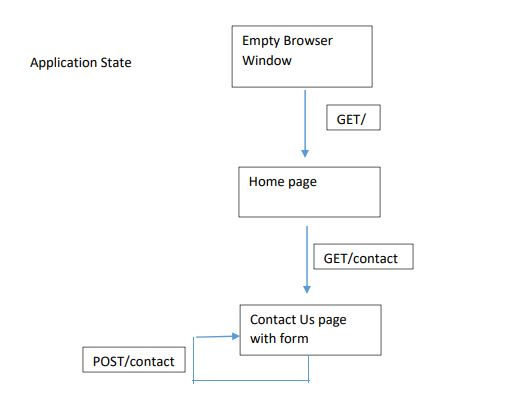 Empty Browser
Window
Application State
GET/
Home page
GET/contact
Contact Us page
with form
POST/contact